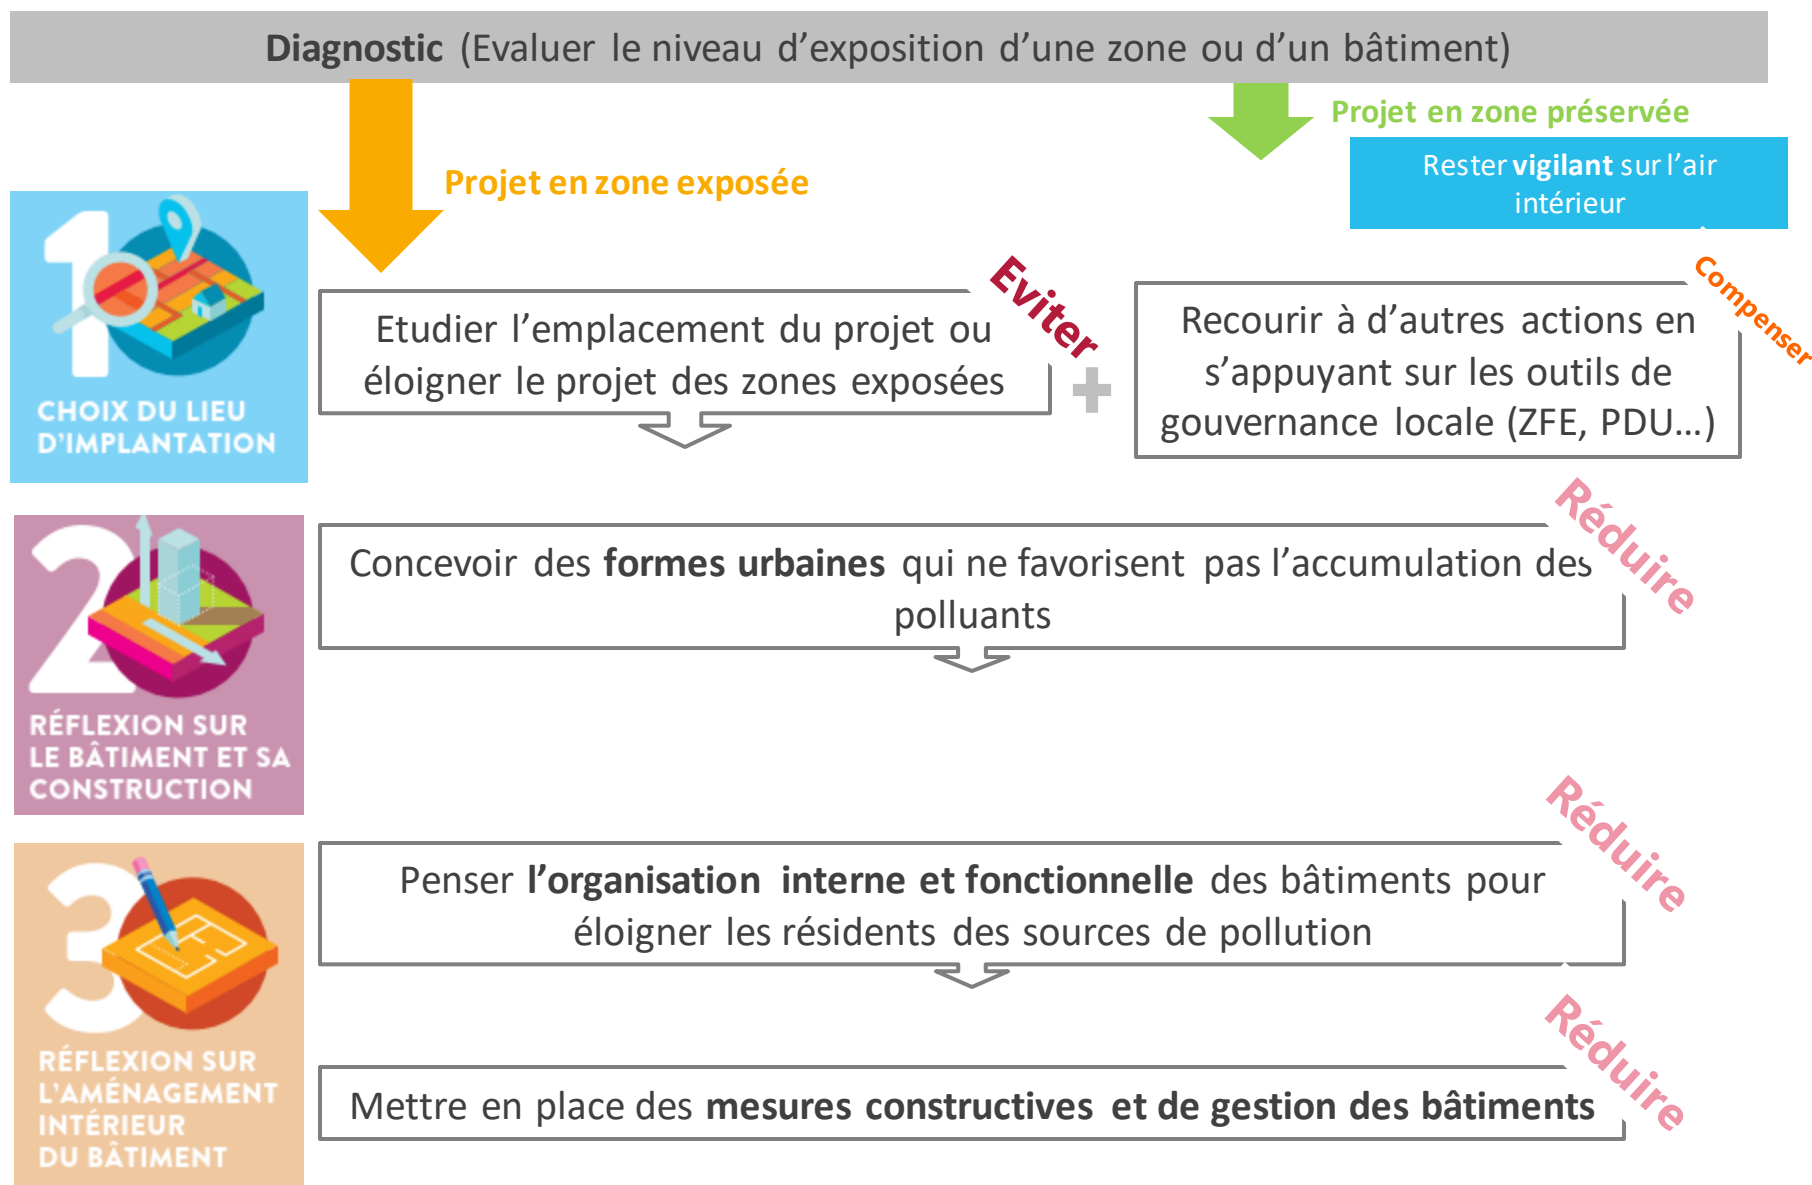 Diagnostic (Evaluer le niveau d’exposition d’une zone ou d’un bâtiment)
Projet en zone préservée
Rester vigilant sur l’air
intérieur
Projet en zone exposée
1
CHOIX DU LIEU
D’IMPLANTATION
Eviter
Etudier l’emplacement du projet ou
éloigner le projet des zones exposées
+
Compenser
Recourir à d’autres actions en
s’appuyant sur les outils de
gouvernance locale (ZFE, PDU…)
2
RÉFLEXION SUR
LE BÂTIMENT ET SA
CONSTRUCTION
Réduire
Concevoir des formes urbaines qui ne favorisent pas l’accumulation des
polluants
3
RÉFLEXION SUR
L’AMÉNAGEMENT
INTÉRIEUR
DU BÂTIMENT
Réduire
Penser l’organisation interne et fonctionnelle des bâtiments pour
éloigner les résidents des sources de pollution
Réduire
Mettre en place des mesures constructives et de gestion des bâtiments